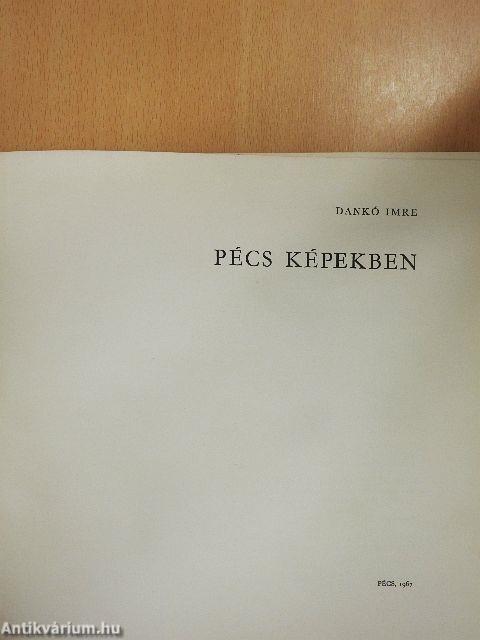 DANKÓ IMRE
PÉCS KÉPEKBEN
PÉCS, 1967
Antikvárium.hu